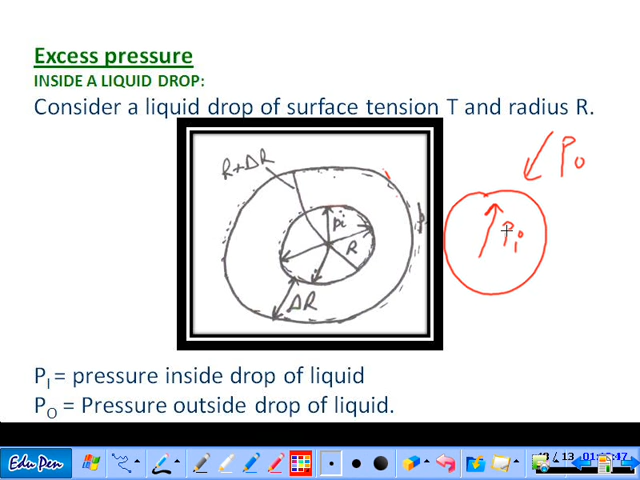 Excess pressure
INSIDE A LIQUID DROP:
Consider a liquid drop of surface tension T and radius R.
R+ΔR
Pi
R
ΔR
Po
Pi
PI = pressure inside drop of liquid
PO = Pressure outside drop of liquid.
Edu Pen